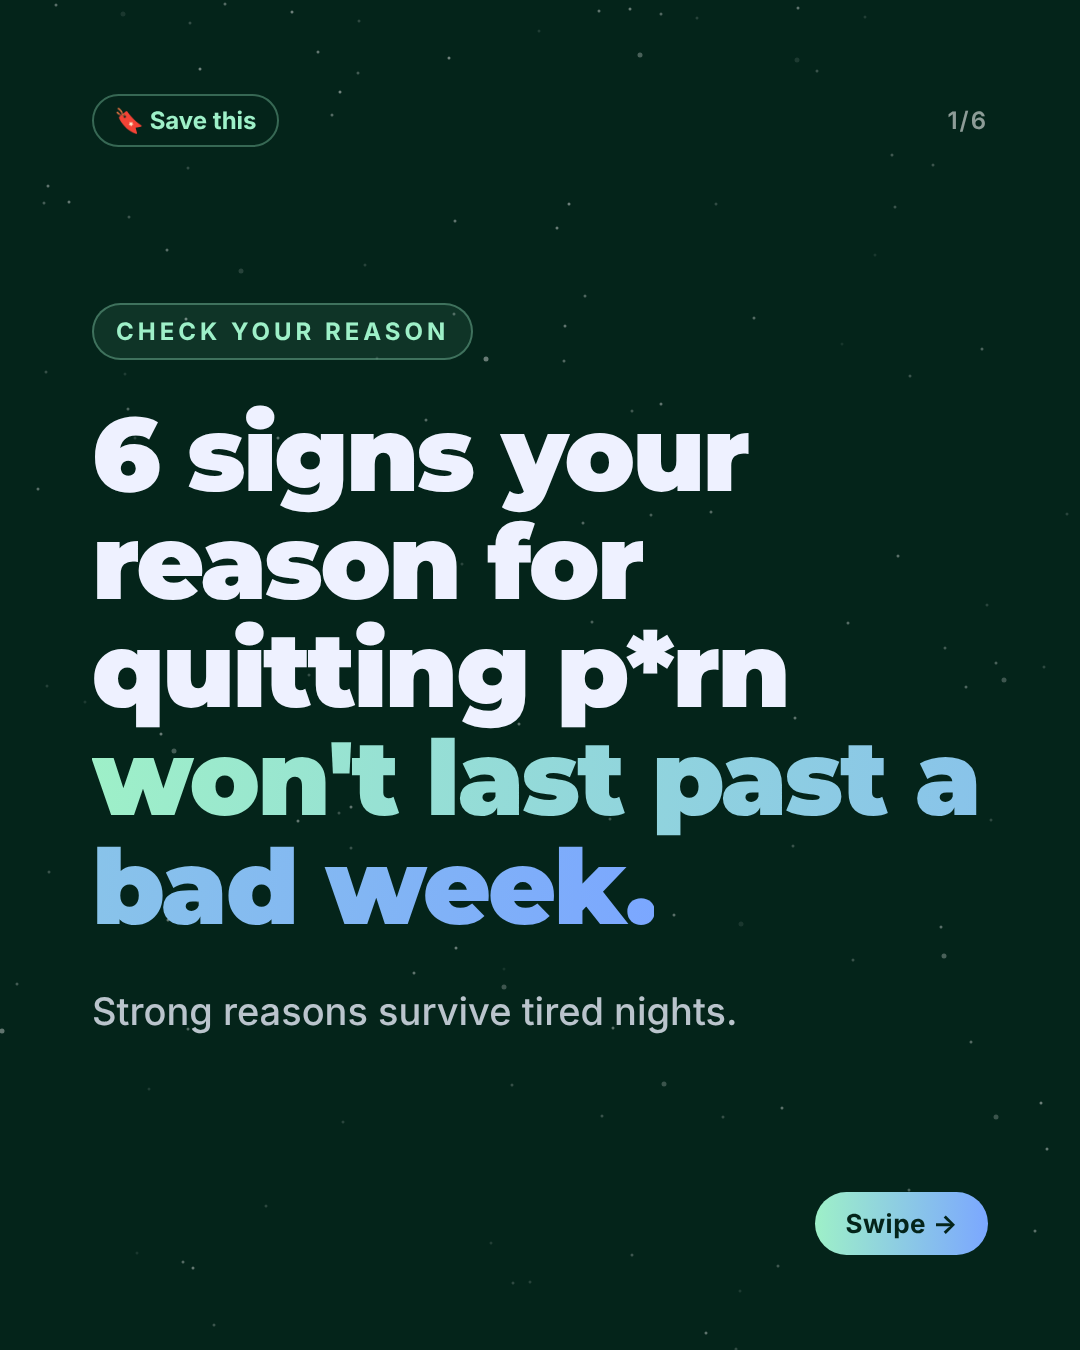 🔖 Save this
1/6
CHECK YOUR REASON
6 signs your
reason for
quitting p*rn
won't last past a
bad week.
Strong reasons survive tired nights.
Swipe →